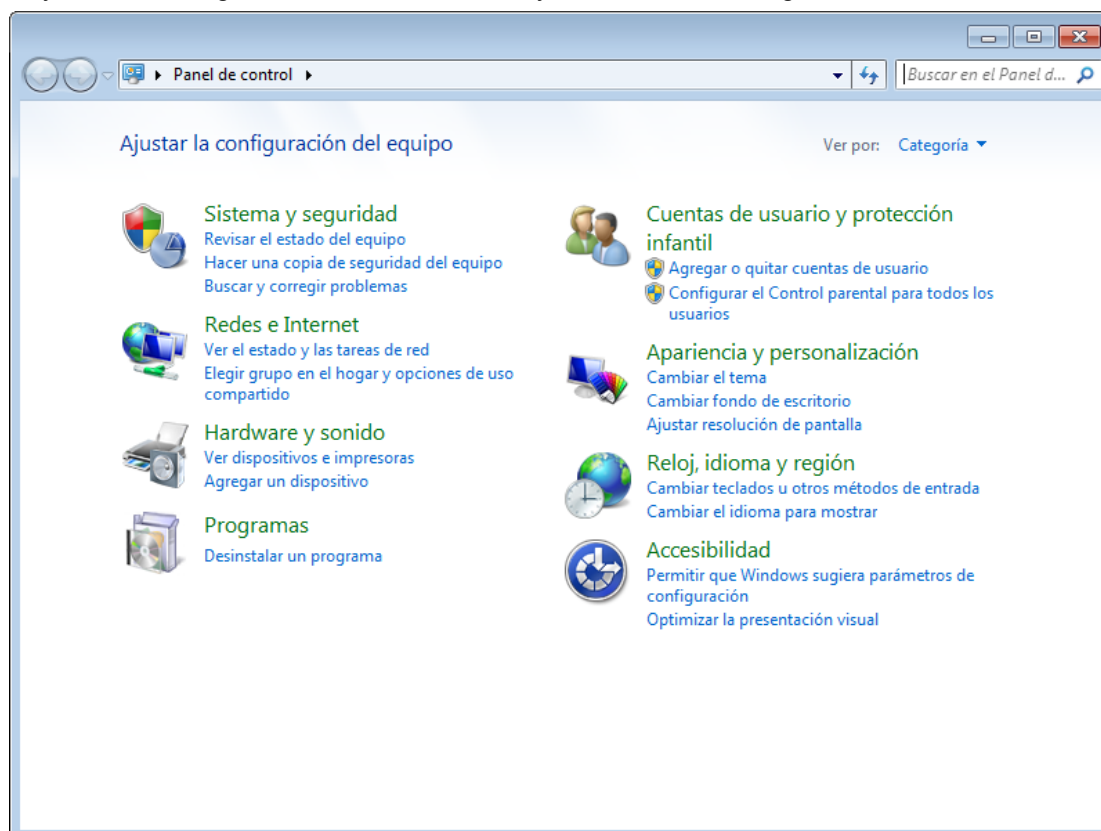 Panel de control
Buscar en el Panel d...
Ajustar la configuración del equipo
Ver por: Categoría
Sistema y seguridad
Revisar el estado del equipo
Hacer una copia de seguridad del equipo
Buscar y corregir problemas
Redes e Internet
Ver el estado y las tareas de red
Elegir grupo en el hogar y opciones de uso
compartido
Hardware y sonido
Ver dispositivos e impresoras
Agregar un dispositivo
Programas
Desinstalar un programa
Cuentas de usuario y protección
infantil
Agregar o quitar cuentas de usuario
Configurar el Control parental para todos los
usuarios
Apariencia y personalización
Cambiar el tema
Cambiar fondo de escritorio
Ajustar resolución de pantalla
Reloj, idioma y región
Cambiar teclados u otros métodos de entrada
Cambiar el idioma para mostrar
Accesibilidad
Permitir que Windows sugiera parámetros de
configuración
Optimizar la presentación visual